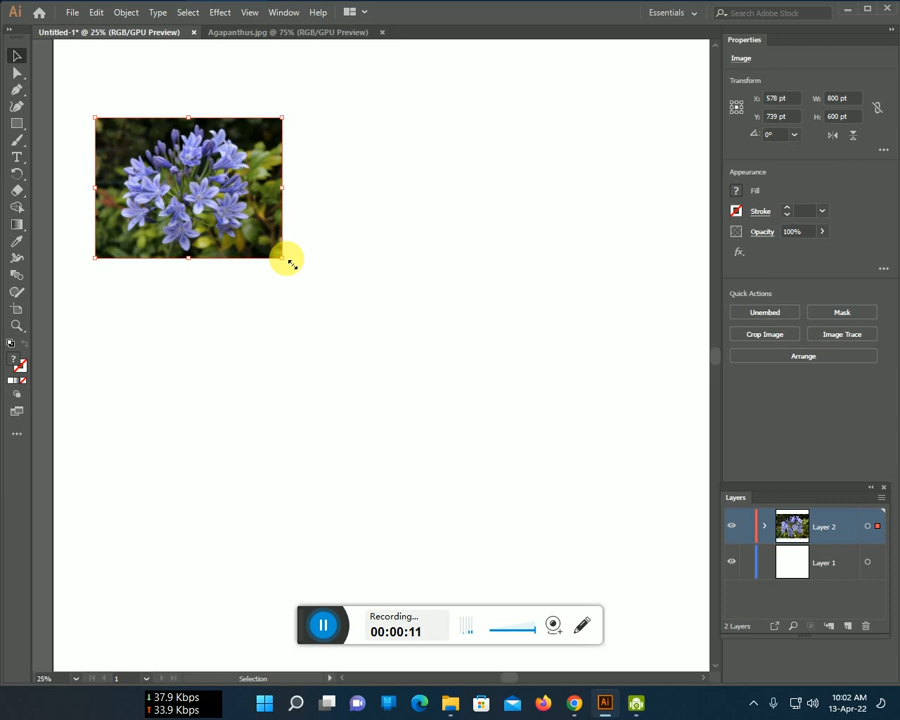 Ai File Edit Object Type Select Effect View Window Help Essentials Search Adobe Stock
Untitled-1* @ 25% (RGB/GPU Preview) × Agapanthus.jpg @ 75% (RGB/GPU Preview) ×
Properties
Image
Transform
X: 578 pt W: 800 pt
Y: 739 pt H: 600 pt
0°
Appearance
? Fill
Stroke
Opacity 100%
fx.
Quick Actions
Unembed Mask
Crop Image Image Trace
Arrange
T
?
Layers
Layer 2
Layer 1
2 Layers
Recording...
00:00:11
25% 1 Selection
37.9 Kbps
33.9 Kbps
Ai
10:02 AM
13-Apr-22